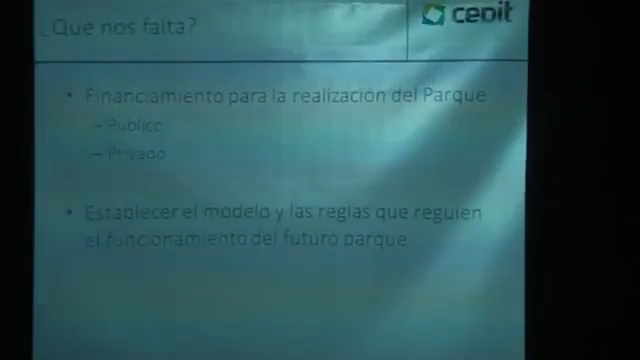 ¿Que nos falta?
cedit
• Financiamiento para la realización del Parque
– Publico
– Privado
• Establecer el modelo y las reglas que regulen
el funcionamiento del futuro parque